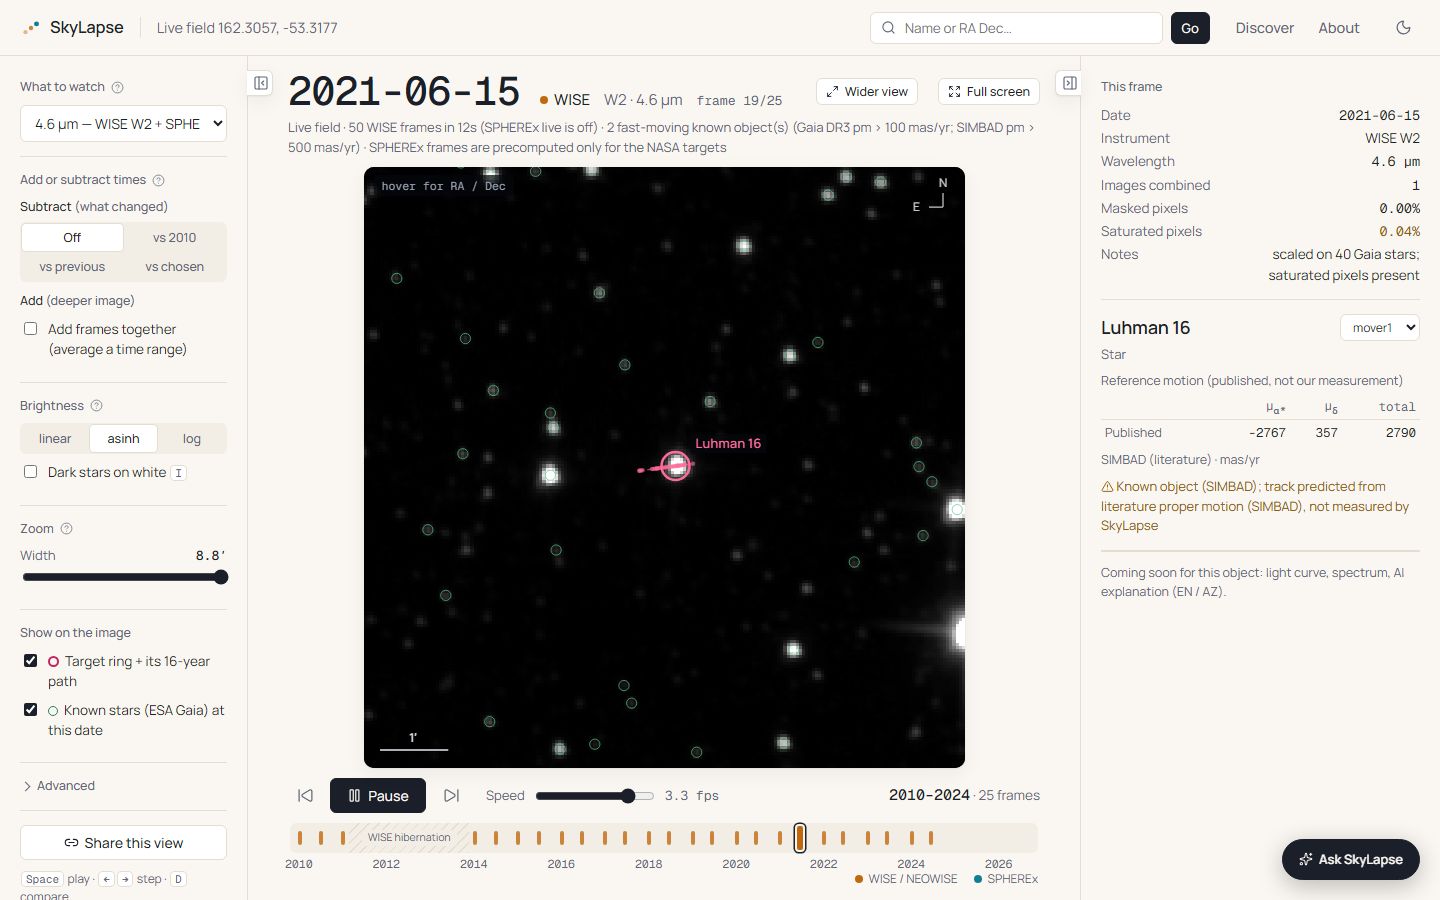 SkyLapse
Live field 162.3057, -53.3177
Name or RA Dec...
Go
Discover
About
What to watch
4.6 µm — WISE W2 + SPHE
Add or subtract times
Subtract (what changed)
Off
vs 2010
vs previous
vs chosen
Add (deeper image)
Add frames together
(average a time range)
Brightness
linear
asinh
log
Dark stars on white I
Zoom
Width
8.8′
Show on the image
Target ring + its 16-year
path
Known stars (ESA Gaia) at
this date
Advanced
Share this view
Space play · ← → step · D
compare
2021-06-15
WISE
W2 · 4.6 µm
frame 19/25
Wider view
Full screen
Live field · 50 WISE frames in 12s (SPHEREx live is off) · 2 fast-moving known object(s) (Gaia DR3 pm > 100 mas/yr; SIMBAD pm >
500 mas/yr) · SPHEREx frames are precomputed only for the NASA targets
hover for RA / Dec
N
E
Luhman 16
1′
Pause
Speed
3.3 fps
2010–2024 · 25 frames
WISE hibernation
2010
2012
2014
2016
2018
2020
2022
2024
2026
WISE / NEOWISE
SPHEREx
This frame
Date
2021-06-15
Instrument
WISE W2
Wavelength
4.6 µm
Images combined
1
Masked pixels
0.00%
Saturated pixels
0.04%
Notes
scaled on 40 Gaia stars;
saturated pixels present
Luhman 16
mover1
Star
Reference motion (published, not our measurement)
µα* µδ total
Published -2767 357 2790
SIMBAD (literature) · mas/yr
⚠ Known object (SIMBAD); track predicted from
literature proper motion (SIMBAD), not measured by
SkyLapse
Coming soon for this object: light curve, spectrum, AI
explanation (EN / AZ).
Ask SkyLapse